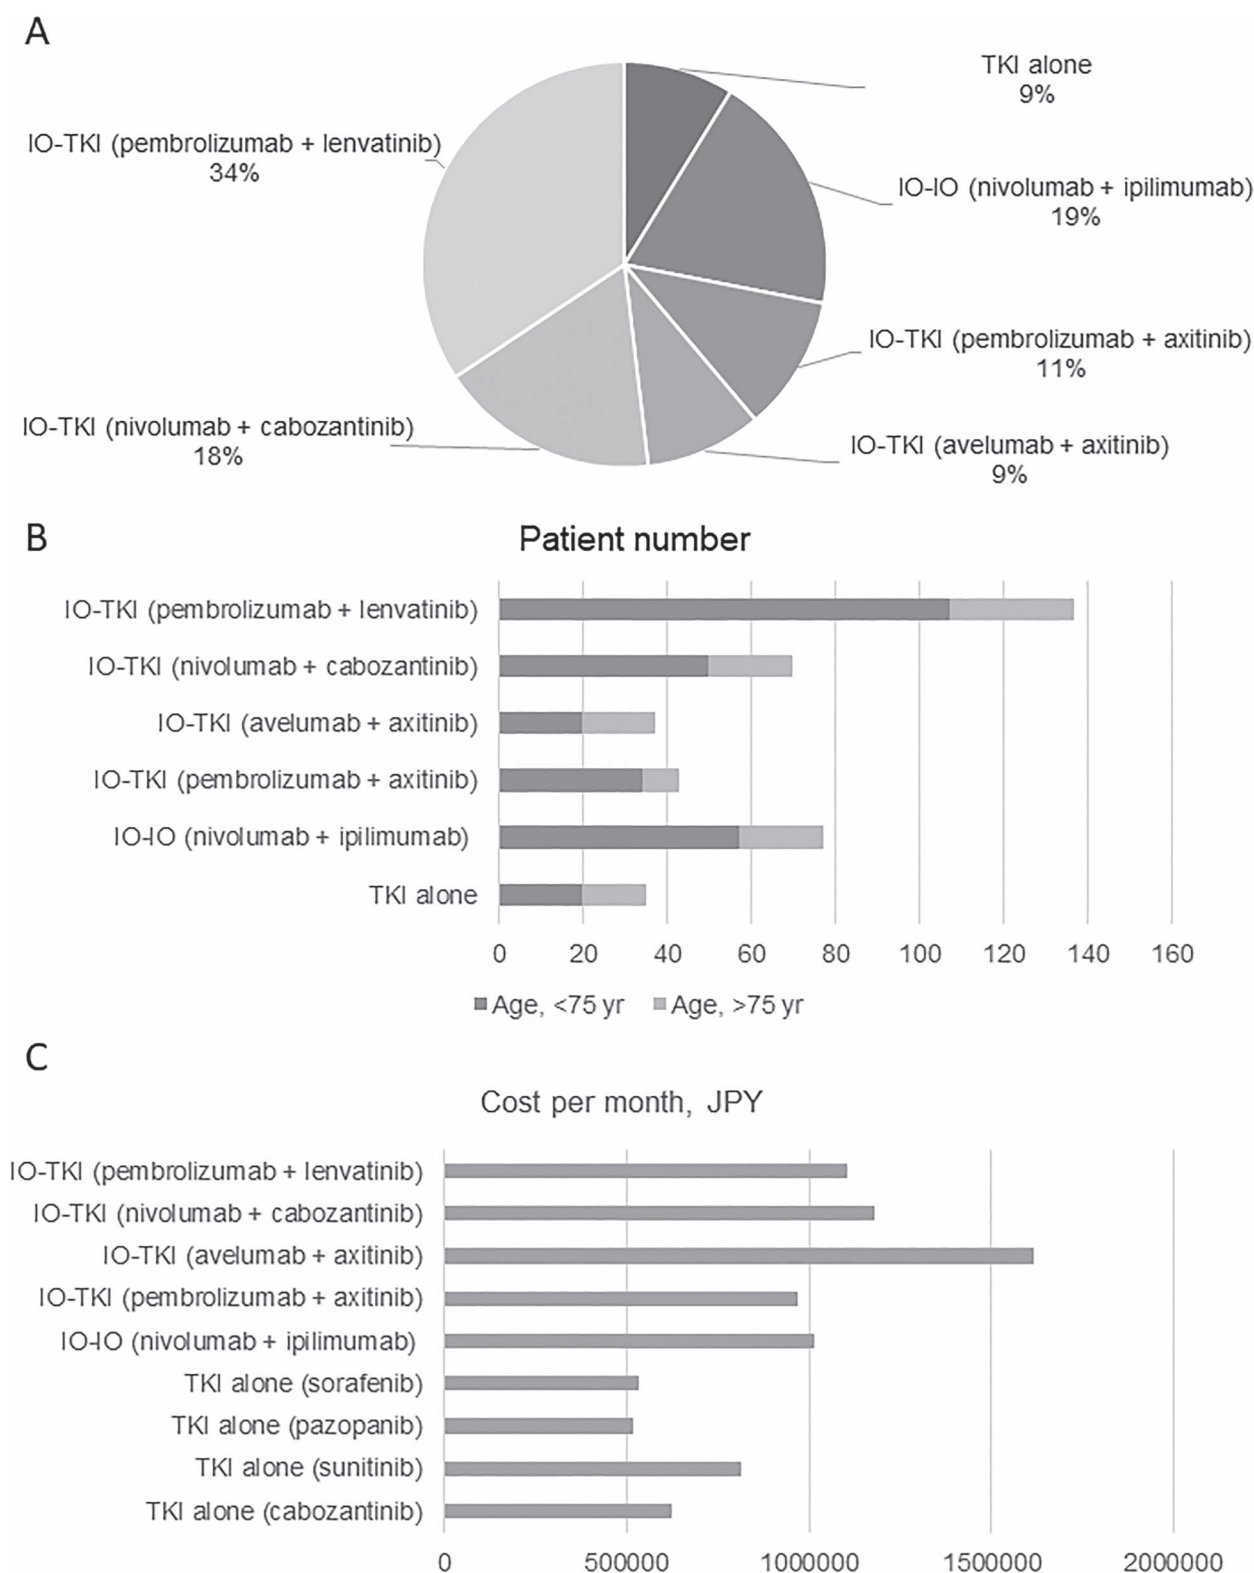 A
TKI alone
9%
IO-TKI (pembrolizumab + lenvatinib)
34%
IO-IO (nivolumab + ipilimumab)
19%
IO-TKI (pembrolizumab + axitinib)
11%
IO-TKI (nivolumab + cabozantinib)
18%
IO-TKI (avelumab + axitinib)
9%
B
Patient number
IO-TKI (pembrolizumab + lenvatinib)
IO-TKI (nivolumab + cabozantinib)
IO-TKI (avelumab + axitinib)
IO-TKI (pembrolizumab + axitinib)
IO-IO (nivolumab + ipilimumab)
TKI alone
0 20 40 60 80 100 120 140 160
Age, <75 yr Age, >75 yr
C
Cost per month, JPY
IO-TKI (pembrolizumab + lenvatinib)
IO-TKI (nivolumab + cabozantinib)
IO-TKI (avelumab + axitinib)
IO-TKI (pembrolizumab + axitinib)
IO-IO (nivolumab + ipilimumab)
TKI alone (sorafenib)
TKI alone (pazopanib)
TKI alone (sunitinib)
TKI alone (cabozantinib)
0 500000 1000000 1500000 2000000